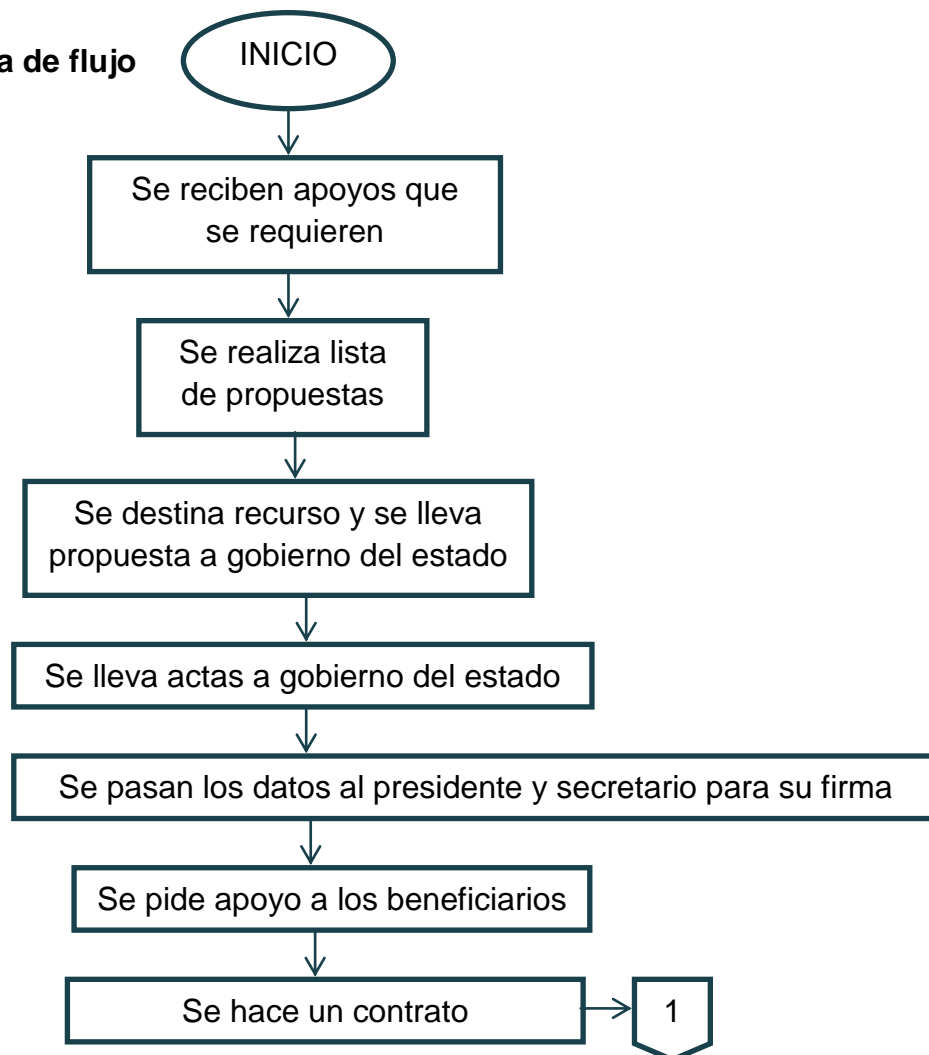 a de flujo
INICIO
Se reciben apoyos que
se requieren
Se realiza lista
de propuestas
Se destina recurso y se lleva
propuesta a gobierno del estado
Se lleva actas a gobierno del estado
Se pasan los datos al presidente y secretario para su firma
Se pide apoyo a los beneficiarios
Se hace un contrato
1